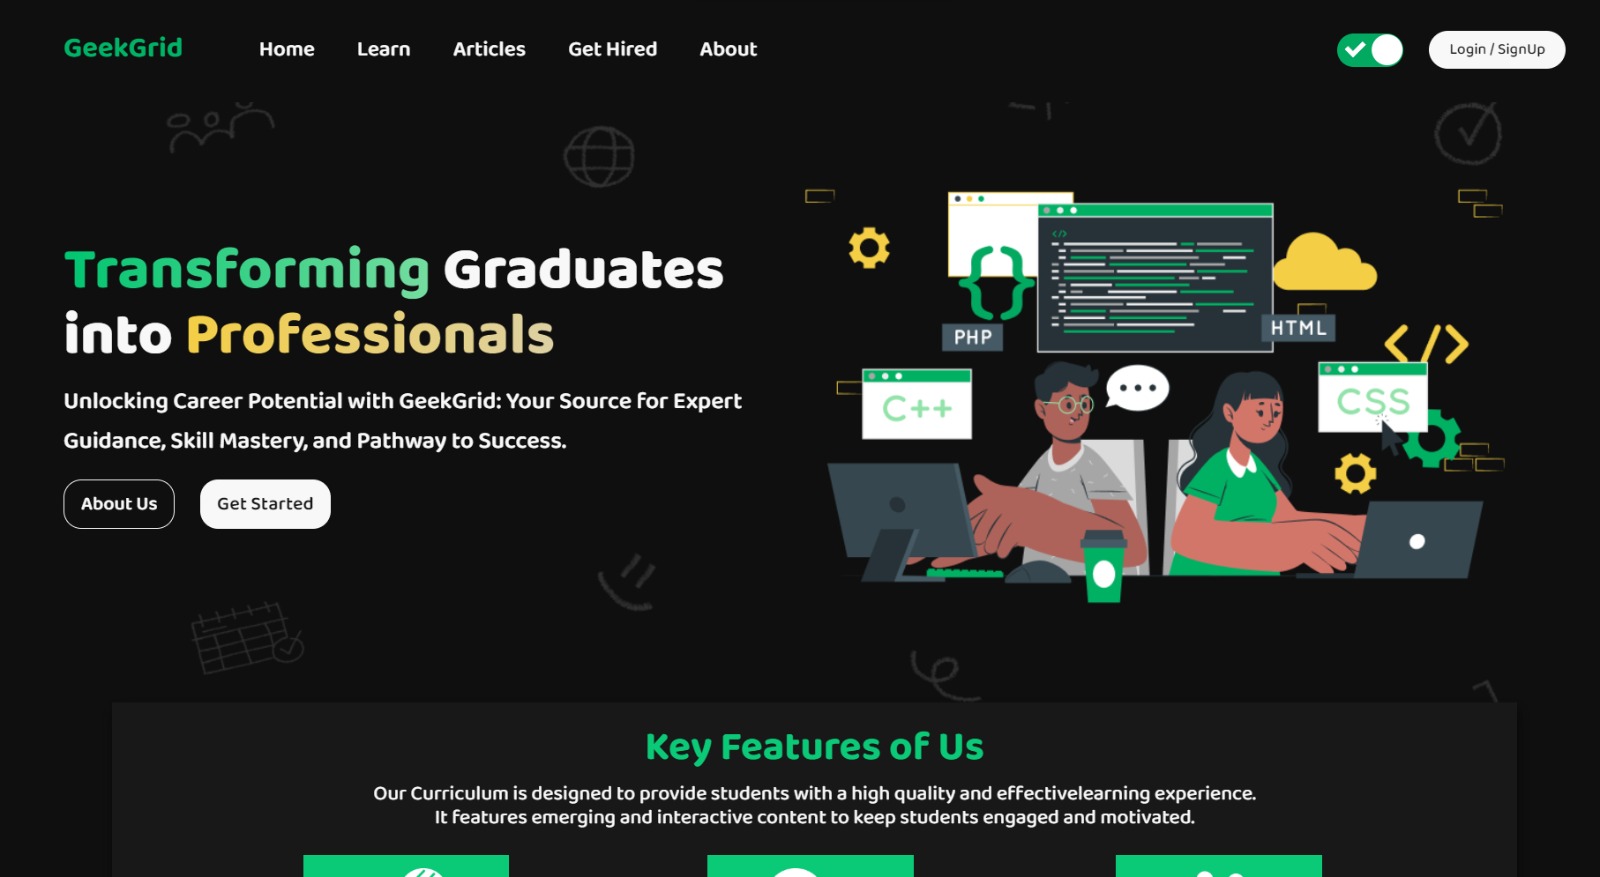 GeekGrid
Home
Learn
Articles
Get Hired
About
Login / SignUp
Transforming Graduates
into Professionals
Unlocking Career Potential with GeekGrid: Your Source for Expert
Guidance, Skill Mastery, and Pathway to Success.
About Us
Get Started
</>
{}
PHP
HTML
</>
C++
CSS
Key Features of Us
Our Curriculum is designed to provide students with a high quality and effectivelearning experience.
It features emerging and interactive content to keep students engaged and motivated.